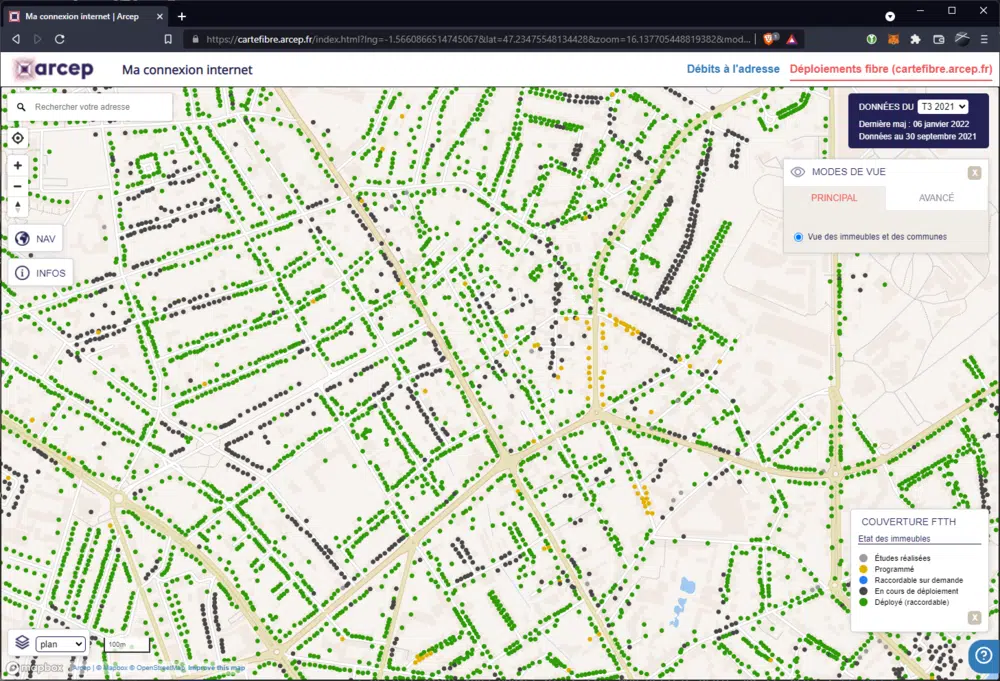 Ma connexion internet | Arcep
https://cartefibre.arcep.fr/index.html?lng=-1.5660866514745067&lat=47.23475548134428&zoom=16.137705448819382&mod...
arcep
Ma connexion internet
Débits à l'adresse
Déploiements fibre (cartefibre.arcep.fr)
Rechercher votre adresse
DONNÉES DU T3 2021
Dernière maj : 06 janvier 2022
Données au 30 septembre 2021
MODES DE VUE
X
PRINCIPAL
AVANCÉ
Vue des immeubles et des communes
NAV
INFOS
COUVERTURE FTTH
Etat des immeubles
Études réalisées
Programmé
Raccordable sur demande
En cours de déploiement
Déployé (raccordable)
X
plan
100m
mapbox
Arcep | © Mapbox © OpenStreetMap Improve this map